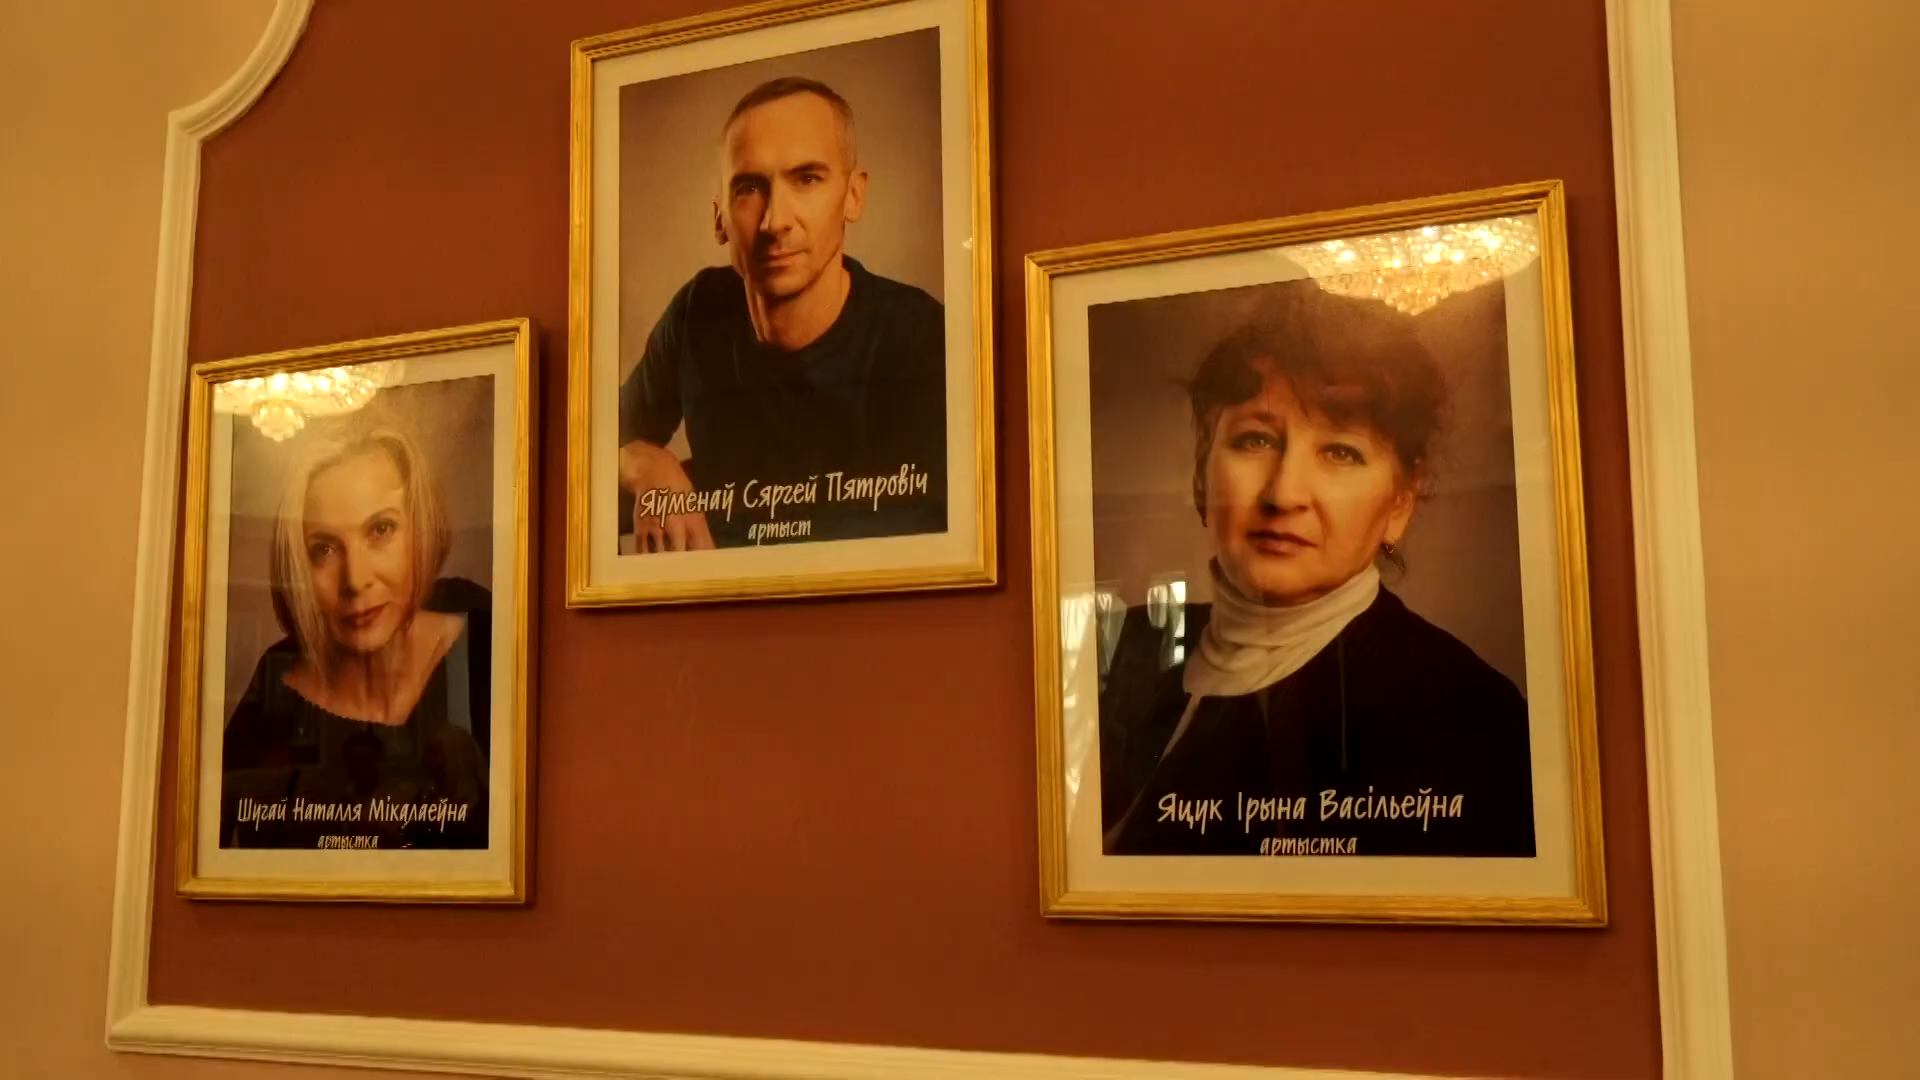 Яўменаў Сяргей Пятровіч
артыст
Шугай Наталля Мікалаеўна
артыстка
Яцук Ірына Васільеўна
артыстка